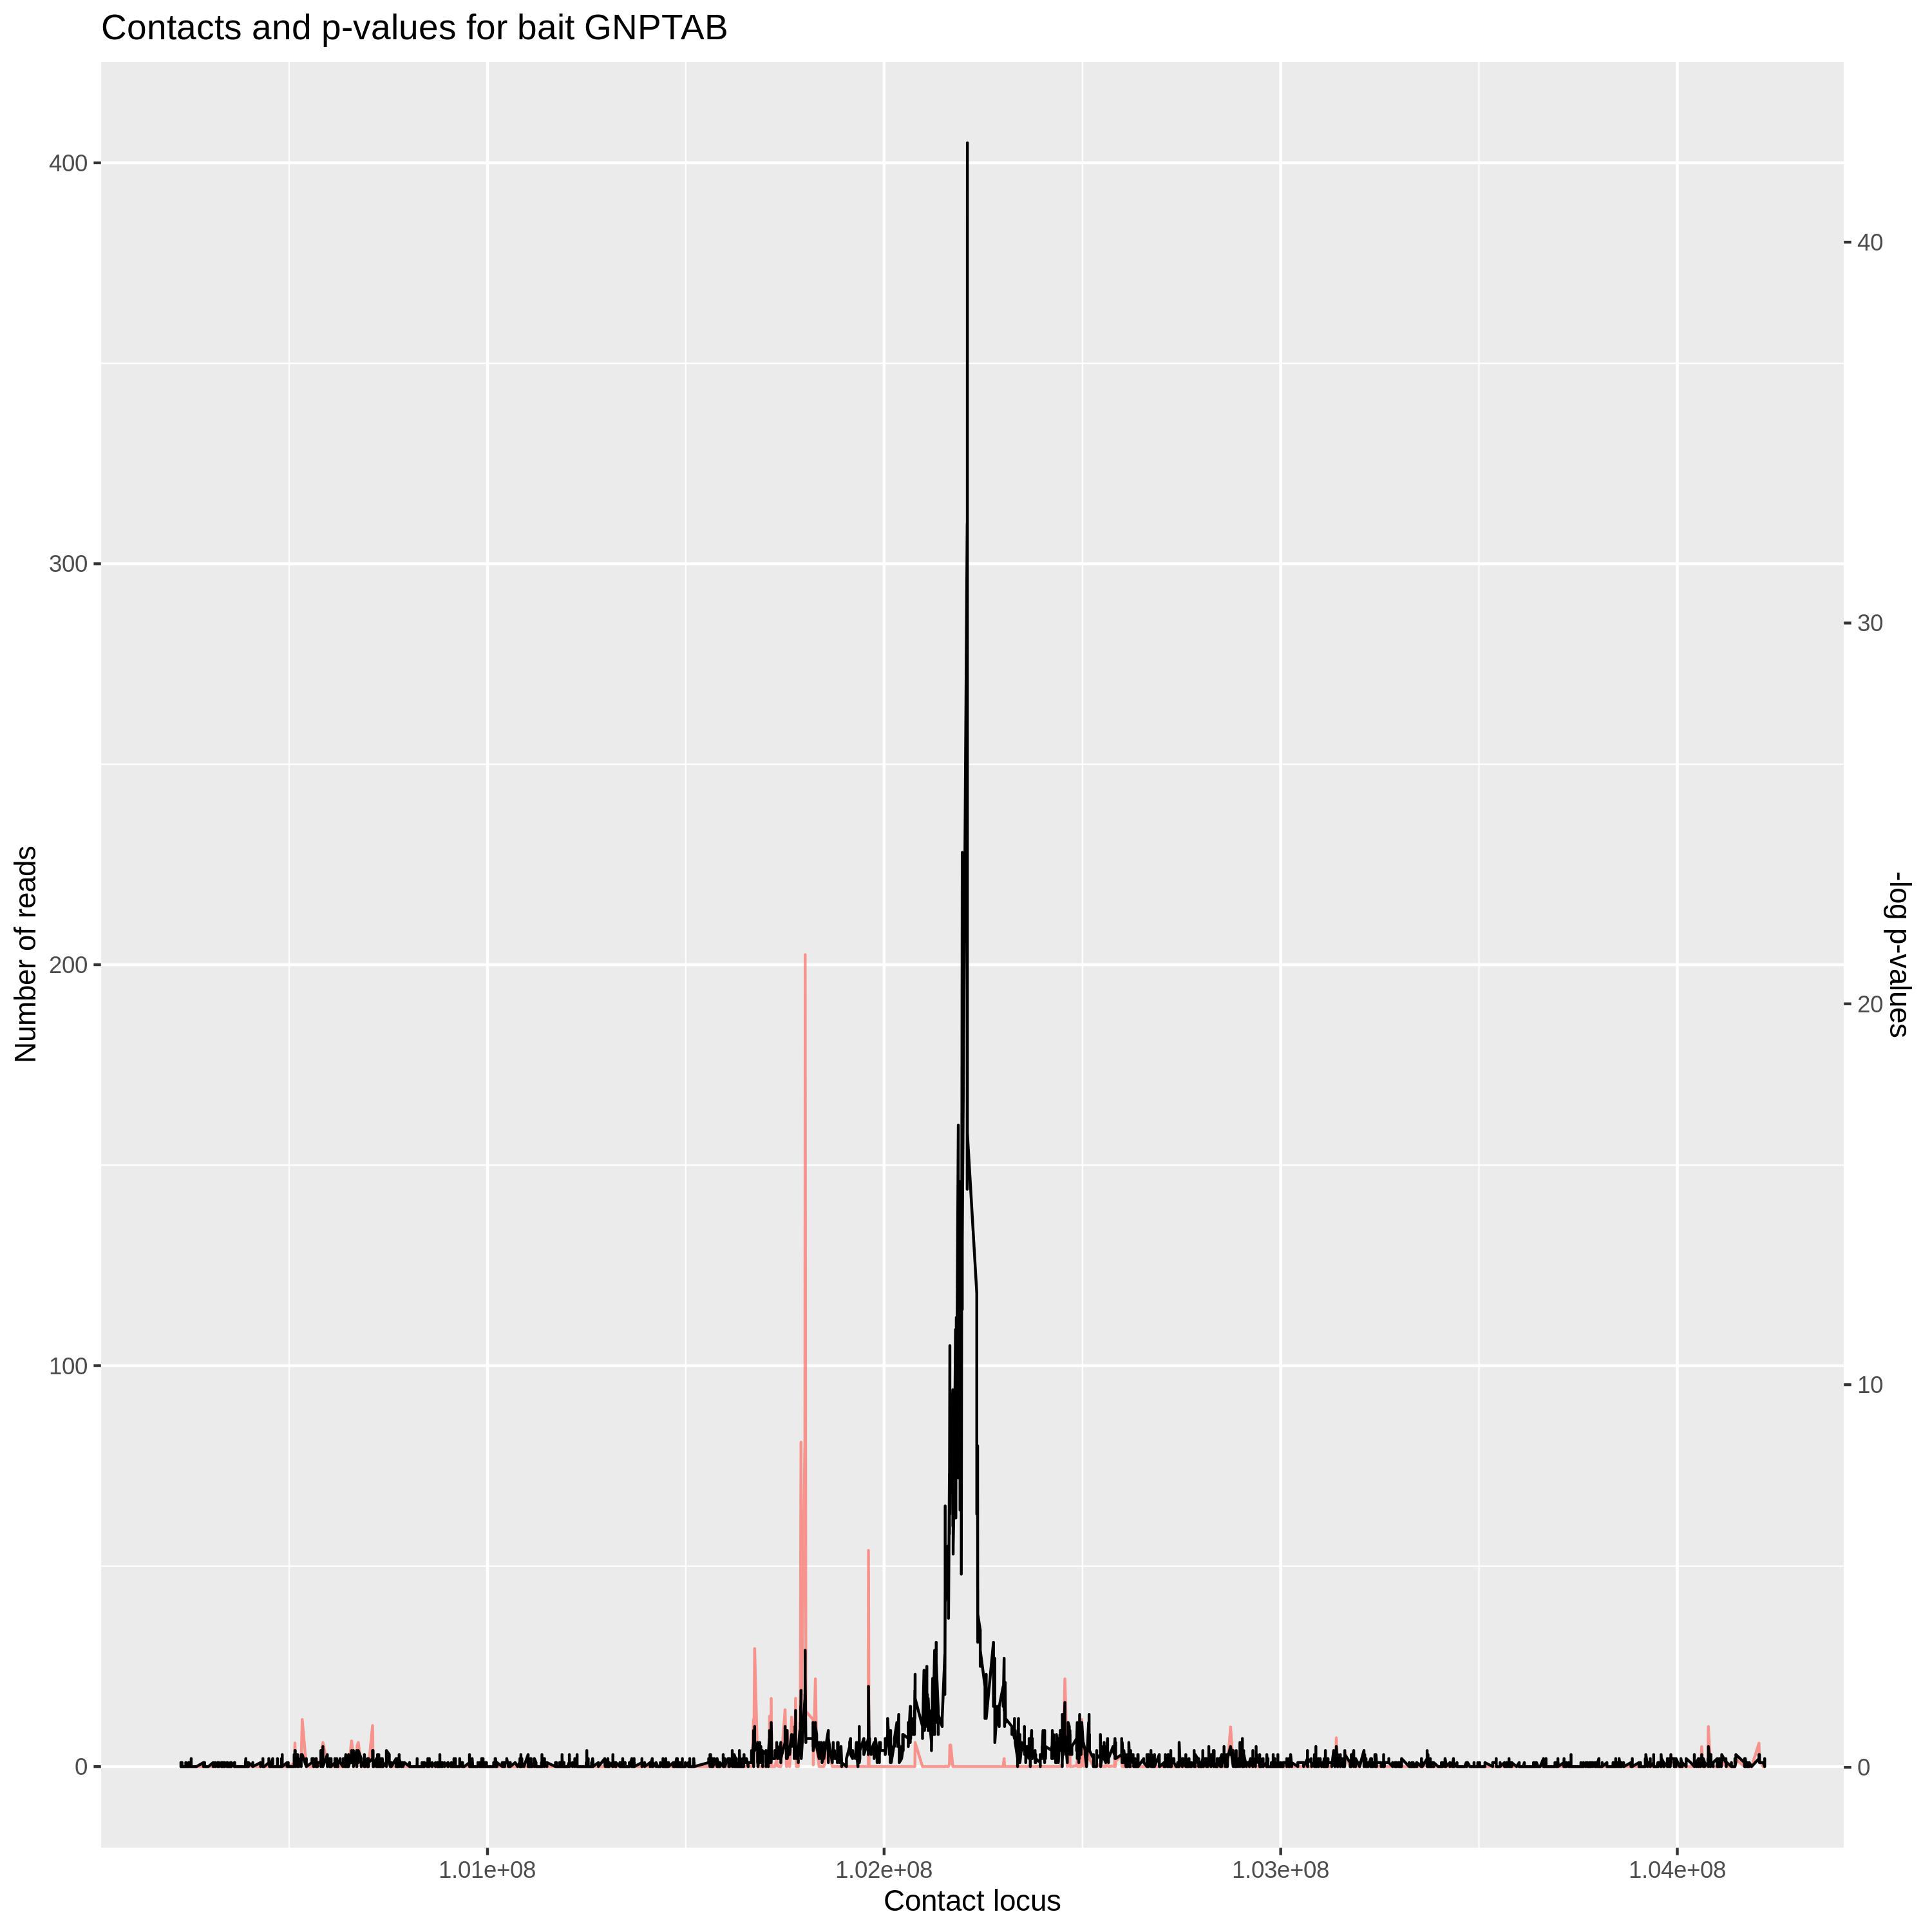 Contacts and p-values for bait GNPTAB
400
300
200
100
0
Number of reads
40
30
20
10
0
-log p-values
1.01e+08
1.02e+08
1.03e+08
1.04e+08
Contact locus